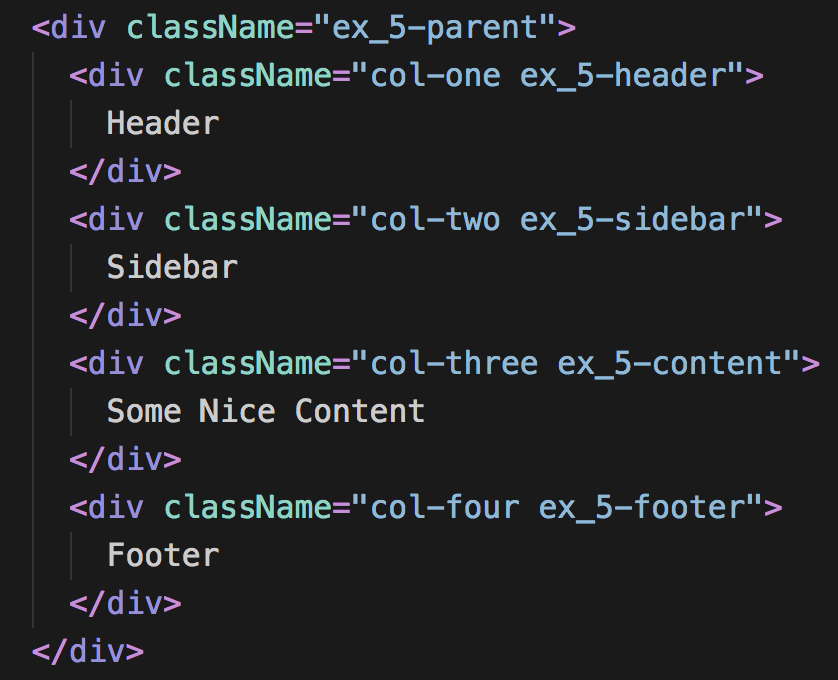 <div className="ex_5-parent">
  <div className="col-one ex_5-header">
    Header
  </div>
  <div className="col-two ex_5-sidebar">
    Sidebar
  </div>
  <div className="col-three ex_5-content">
    Some Nice Content
  </div>
  <div className="col-four ex_5-footer">
    Footer
  </div>
</div>